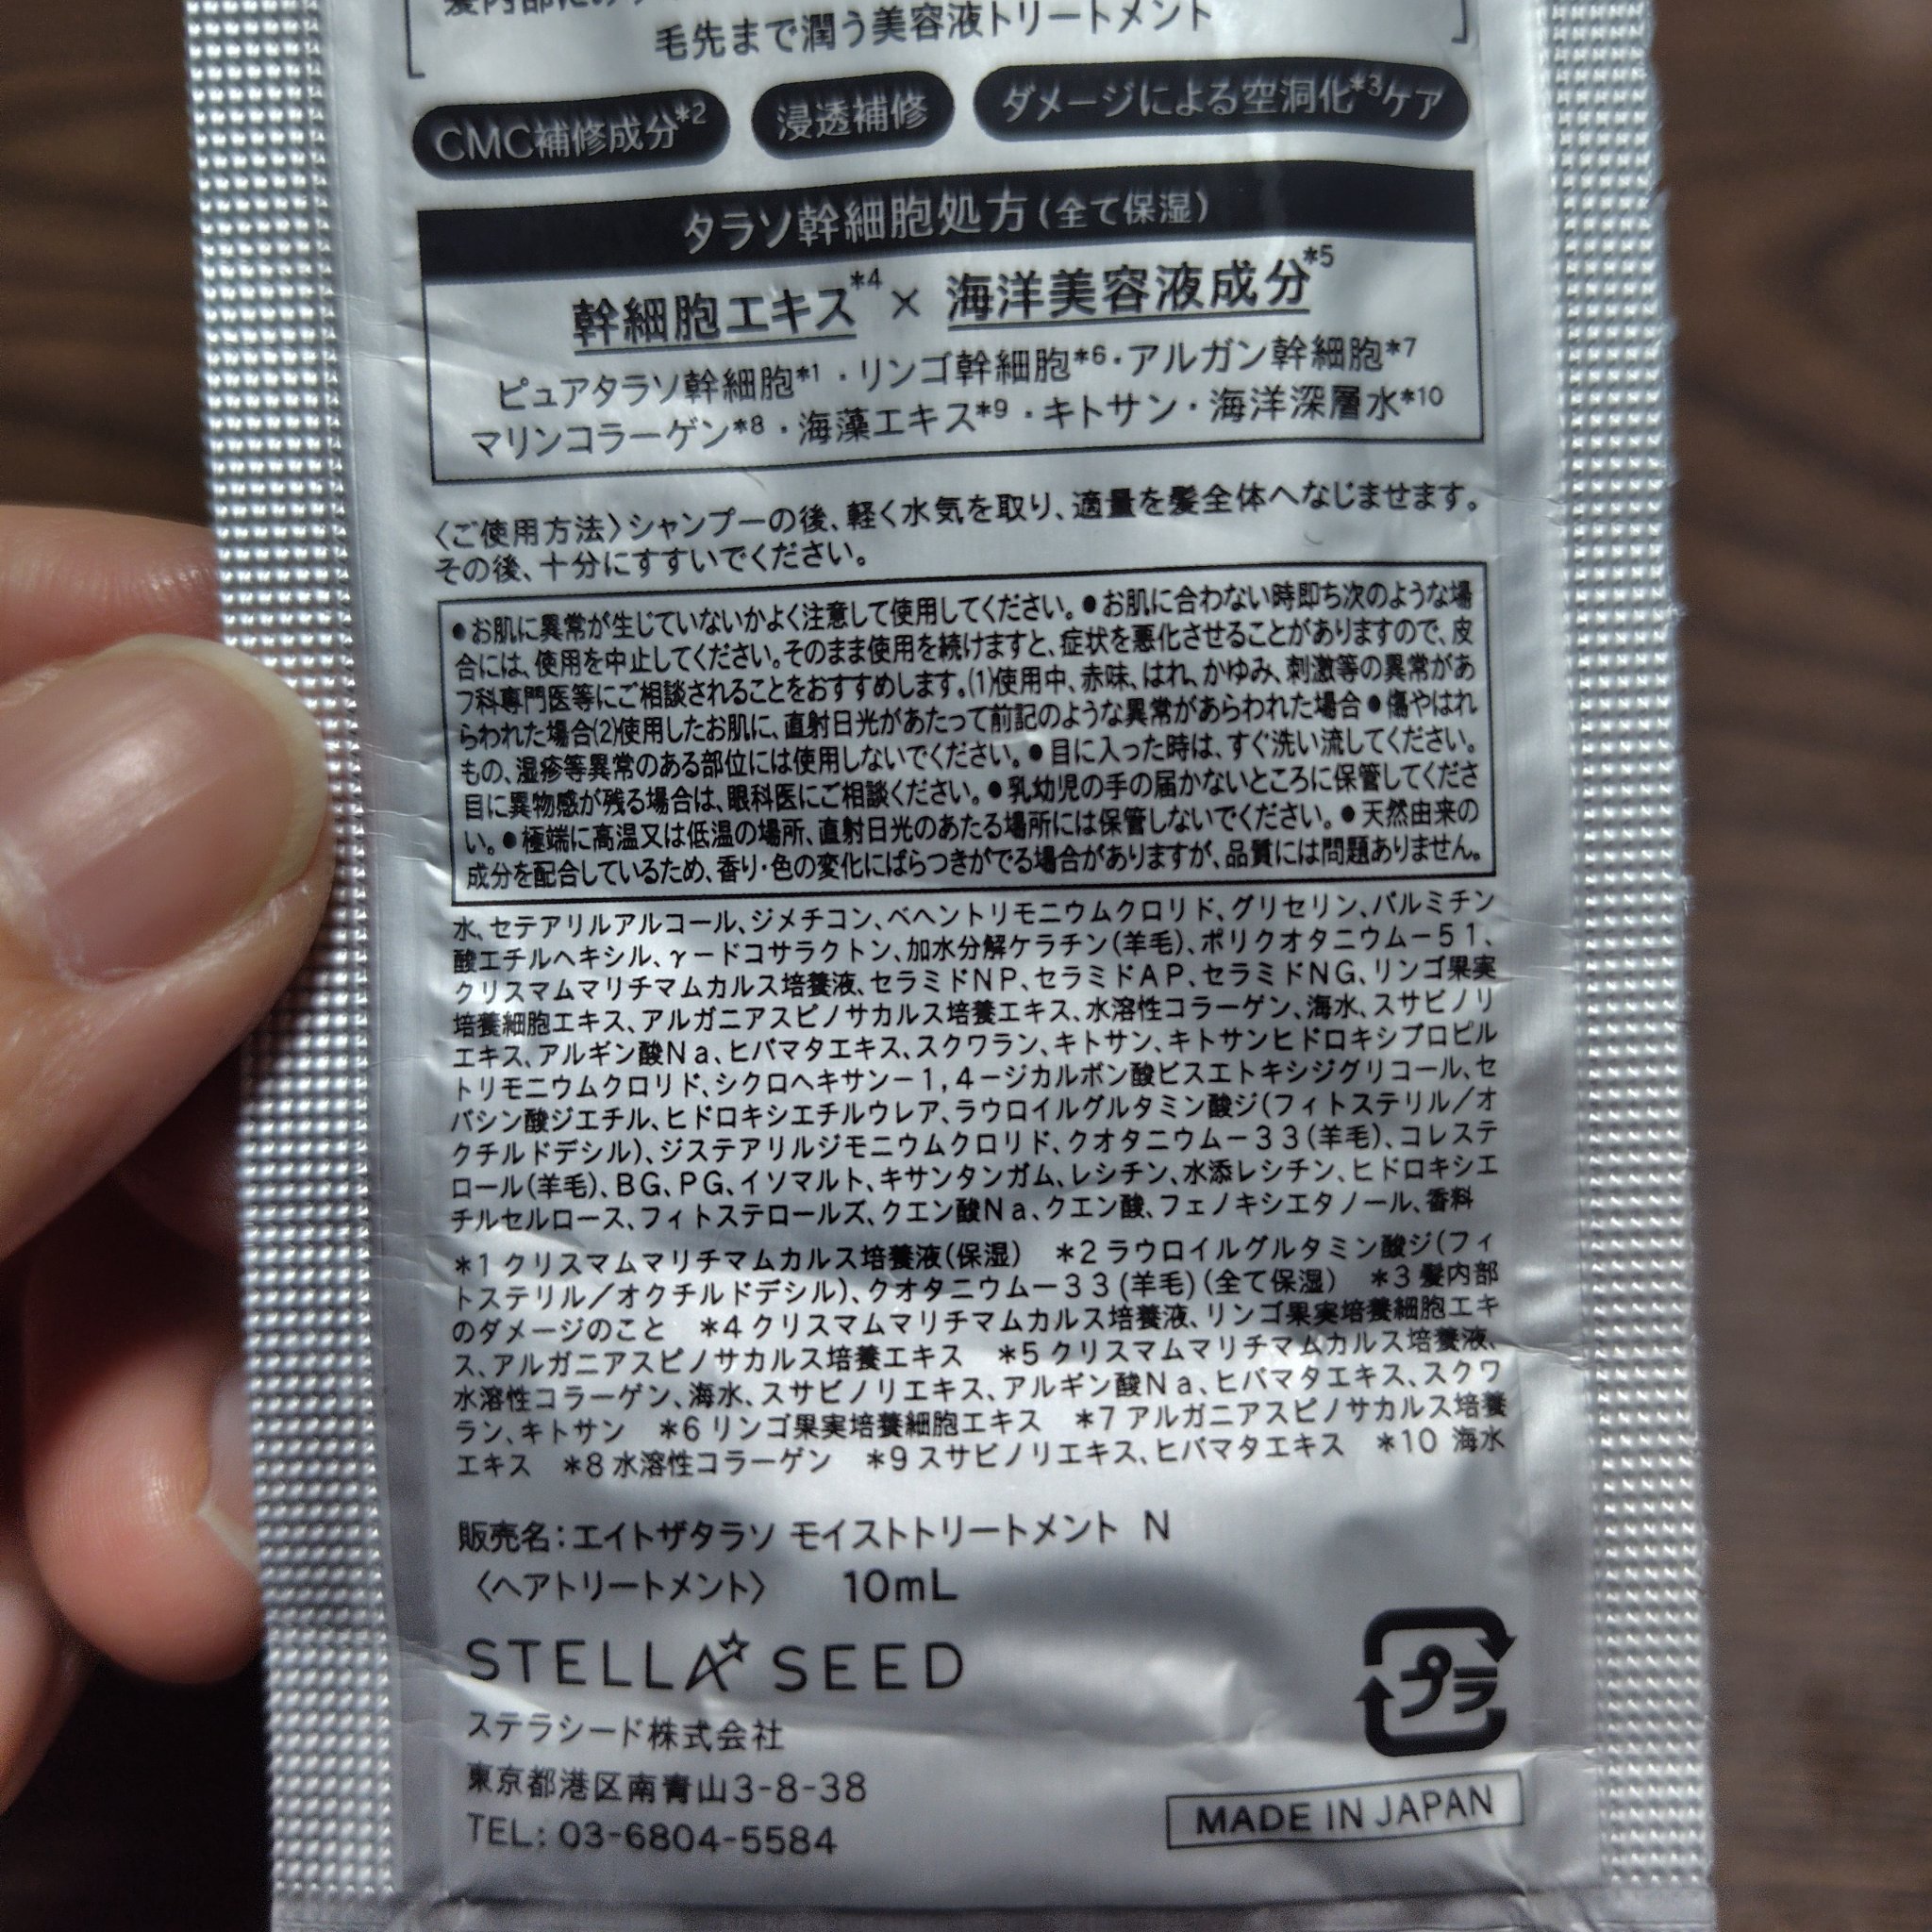 毛先まで潤う美容液トリートメント
CMC補修成分*2 浸透補修 ダメージによる空洞化*3ケア
タラソ幹細胞処方(全て保湿)
幹細胞エキス*4 × 海洋美容液成分*5
ピュアタラソ幹細胞*1・リンゴ幹細胞*6・アルガン幹細胞*7
マリンコラーゲン*8・海藻エキス*9・キトサン・海洋深層水*10
〈ご使用方法〉シャンプーの後、軽く水気を取り、適量を髪全体へなじませます。
その後、十分にすすいでください。
●お肌に異常が生じていないかよく注意して使用してください。●お肌に合わない時即ち次のような場
合には、使用を中止してください。そのまま使用を続けますと、症状を悪化させることがありますので、皮
フ科専門医等にご相談されることをおすすめします。(1)使用中、赤味、はれ、かゆみ、刺激等の異常があ
らわれた場合(2)使用したお肌に、直射日光があたって前記のような異常があらわれた場合●傷やはれ
もの、湿疹等異常のある部位には使用しないでください。●目に入った時は、すぐ洗い流してください。
目に異物感が残る場合は、眼科医にご相談ください。●乳幼児の手の届かないところに保管してくださ
い。●極端に高温又は低温の場所、直射日光のあたる場所には保管しないでください。●天然由来の
成分を配合しているため、香り・色の変化にばらつきがでる場合がありますが、品質には問題ありません。
水、セテアリルアルコール、ジメチコン、ベヘントリモニウムクロリド、グリセリン、パルミチン
酸エチルヘキシル、γードコサラクトン、加水分解ケラチン(羊毛)、ポリクオタニウムー51、
クリスマムマリチマムカルス培養液、セラミドNP、セラミドAP、セラミドNG、リンゴ果実
培養細胞エキス、アルガニアスピノサカルス培養エキス、水溶性コラーゲン、海水、スサビノリ
エキス、アルギン酸Na、ヒバマタエキス、スクワラン、キトサン、キトサンヒドロキシプロピル
トリモニウムクロリド、シクロヘキサンー1,4ージカルボン酸ビスエトキシジグリコール、セ
バシン酸ジエチル、ヒドロキシエチルウレア、ラウロイルグルタミン酸ジ(フィトステリル/オ
クチルドデシル)、ジステアリルジモニウムクロリド、クオタニウムー33(羊毛)、コレステ
ロール(羊毛)、BG、PG、イソマルト、キサンタンガム、レシチン、水添レシチン、ヒドロキシエ
チルセルロース、フィトステロールズ、クエン酸Na、クエン酸、フェノキシエタノール、香料
*1 クリスマムマリチマムカルス培養液(保湿) *2 ラウロイルグルタミン酸ジ(フィ
トステリル/オクチルドデシル)、クオタニウムー33(羊毛)(全て保湿) *3 髪内部
のダメージのこと *4 クリスマムマリチマムカルス培養液、リンゴ果実培養細胞エキ
ス、アルガニアスピノサカルス培養エキス *5 クリスマムマリチマムカルス培養液、
水溶性コラーゲン、海水、スサビノリエキス、アルギン酸Na、ヒバマタエキス、スクワ
ラン、キトサン *6 リンゴ果実培養細胞エキス *7 アルガニアスピノサカルス培養
エキス *8 水溶性コラーゲン *9 スサビノリエキス、ヒバマタエキス *10 海水
販売名:エイトザタラソ モイストトリートメント N
〈ヘアトリートメント〉 10mL
STELLA SEED
プラ
ステラシード株式会社
東京都港区南青山3-8-38
TEL: 03-6804-5584
MADE IN JAPAN